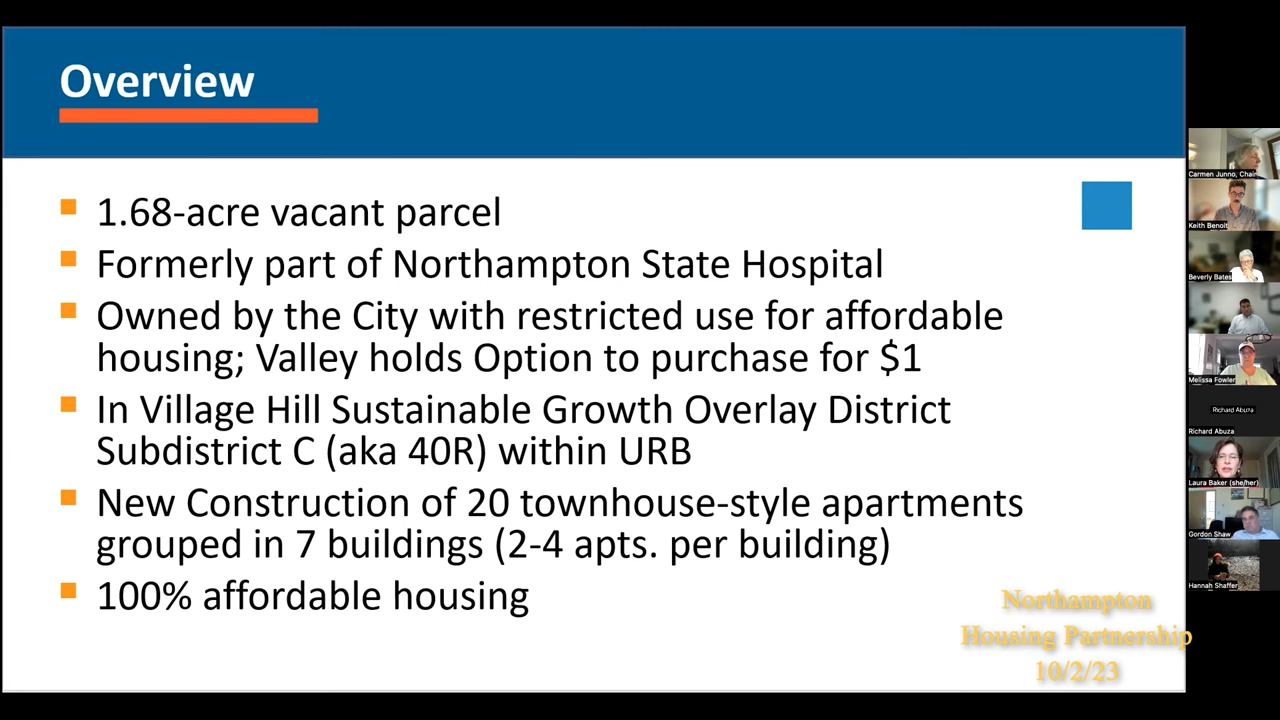 Overview
1.68-acre vacant parcel
Formerly part of Northampton State Hospital
Owned by the City with restricted use for affordable
housing; Valley holds Option to purchase for $1
In Village Hill Sustainable Growth Overlay District
Subdistrict C (aka 40R) within URB
New Construction of 20 townhouse-style apartments
grouped in 7 buildings (2-4 apts. per building)
100% affordable housing
Northampton
Housing Partnership
10/2/23
Carmen Junno, Chair
Keith Benoit
Beverly Bates
Melissa Fowler
Richard Abuza
Richard Abuza
Laura Baker (she/her)
Gordon Shaw
Hannah Shaffer